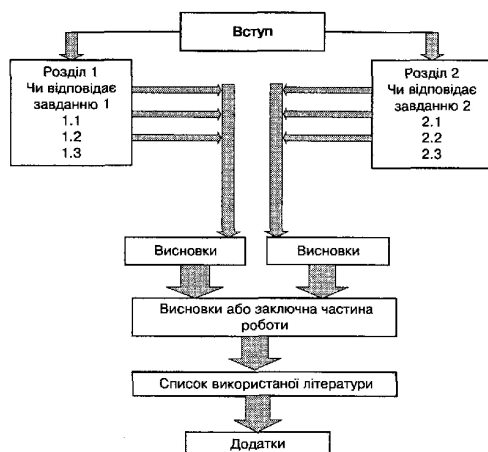 Вступ
Розділ 1
Чи відповідає
завданню 1
1.1
1.2
1.3
Розділ 2
Чи відповідає
завданню 2
2.1
2.2
2.3
Висновки
Висновки
Висновки або заключна частина
роботи
Список використаної літератури
Додатки